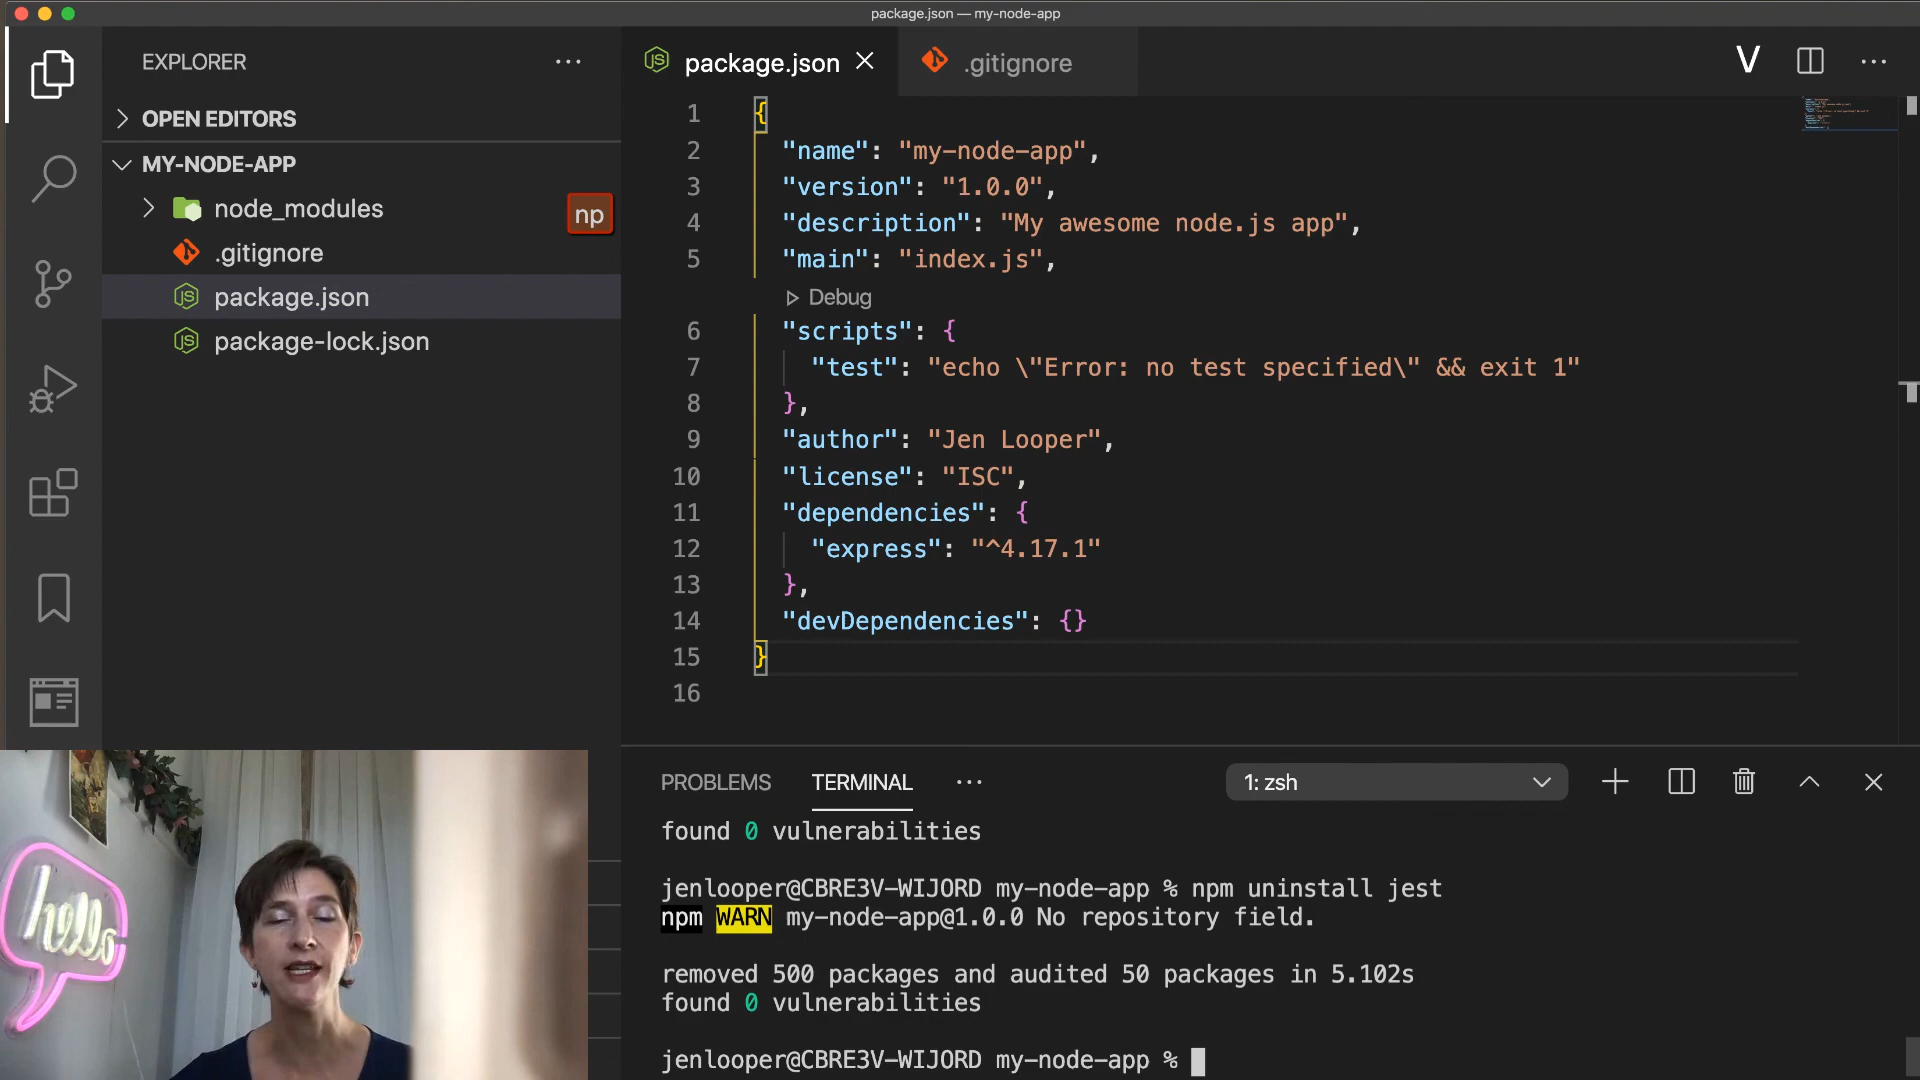 package.json — my-node-app
EXPLORER
OPEN EDITORS
MY-NODE-APP
node_modules
np
.gitignore
package.json
package-lock.json
package.json
.gitignore
V
1 {
2 "name": "my-node-app",
3 "version": "1.0.0",
4 "description": "My awesome node.js app",
5 "main": "index.js",
Debug
6 "scripts": {
7 "test": "echo \"Error: no test specified\" && exit 1"
8 },
9 "author": "Jen Looper",
10 "license": "ISC",
11 "dependencies": {
12 "express": "^4.17.1"
13 },
14 "devDependencies": {}
15 }
16
PROBLEMS TERMINAL ··· 1: zsh
found 0 vulnerabilities
jenlooper@CBRE3V-WIJORD my-node-app % npm uninstall jest
npm WARN my-node-app@1.0.0 No repository field.
removed 500 packages and audited 50 packages in 5.102s
found 0 vulnerabilities
jenlooper@CBRE3V-WIJORD my-node-app %
hello